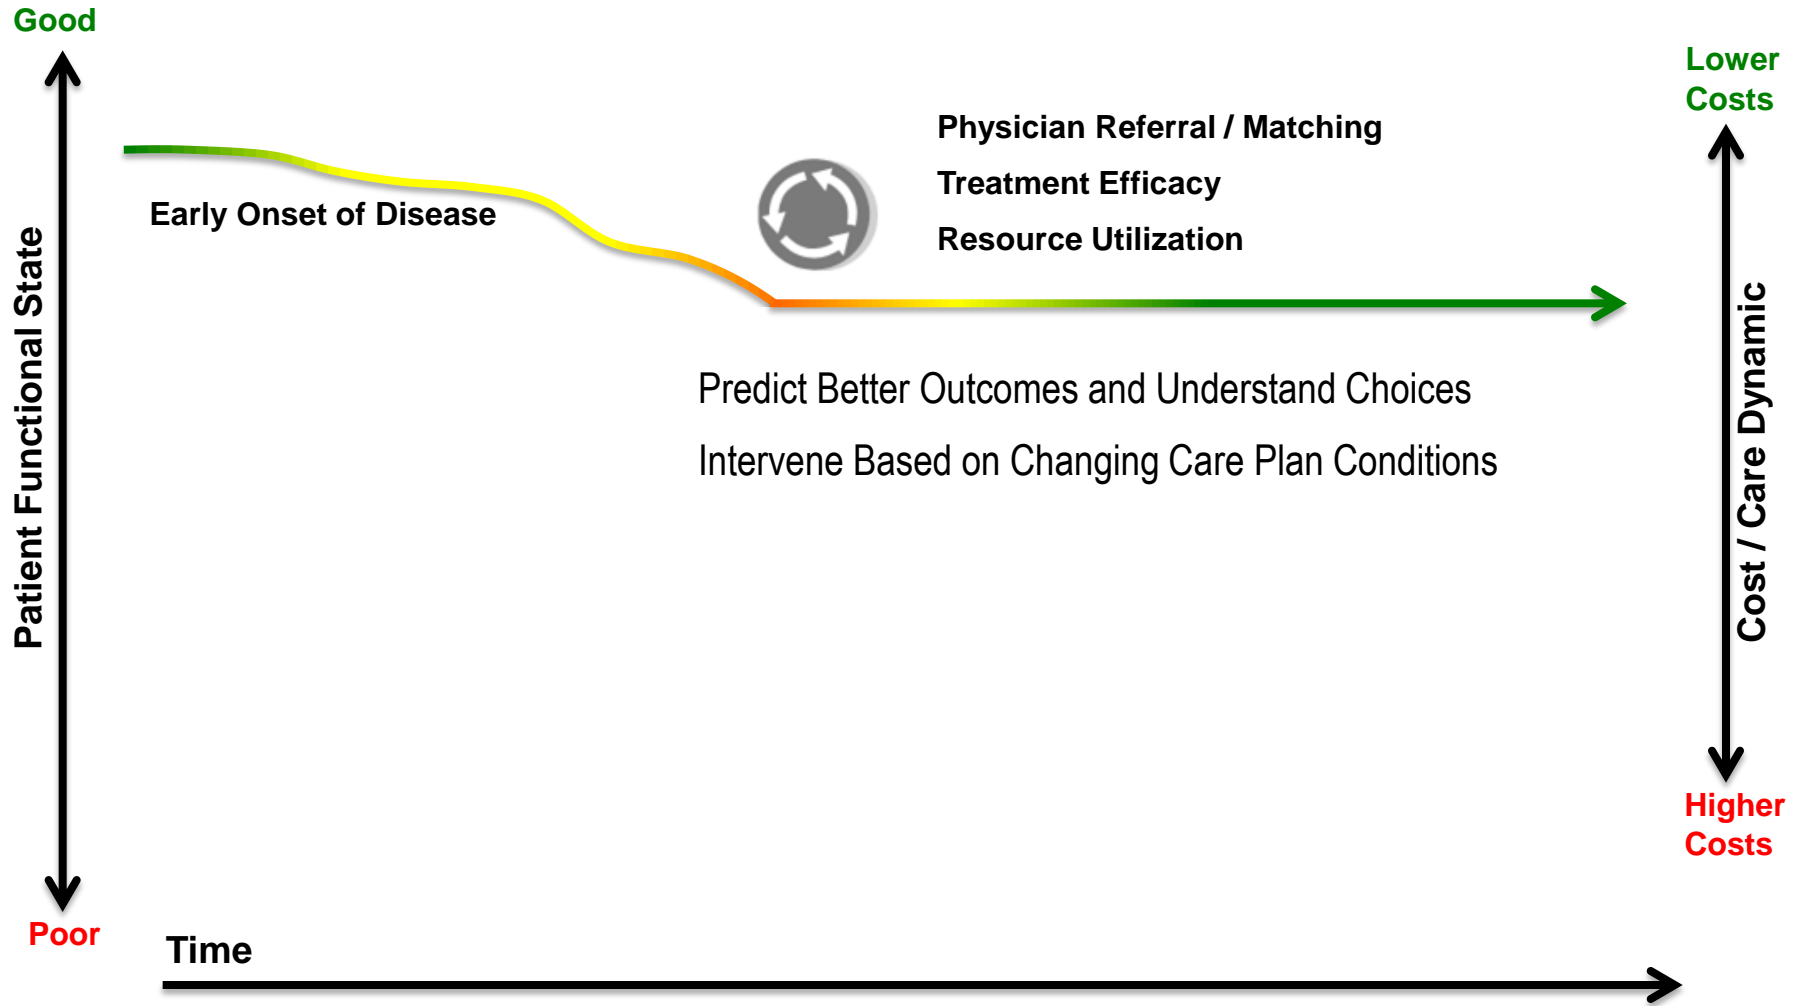 Good
Lower
Costs
Physician Referral / Matching
Treatment Efficacy
Resource Utilization
Early Onset of Disease
Patient Functional State
Cost / Care Dynamic
Predict Better Outcomes and Understand Choices
Intervene Based on Changing Care Plan Conditions
Higher
Costs
Poor
Time